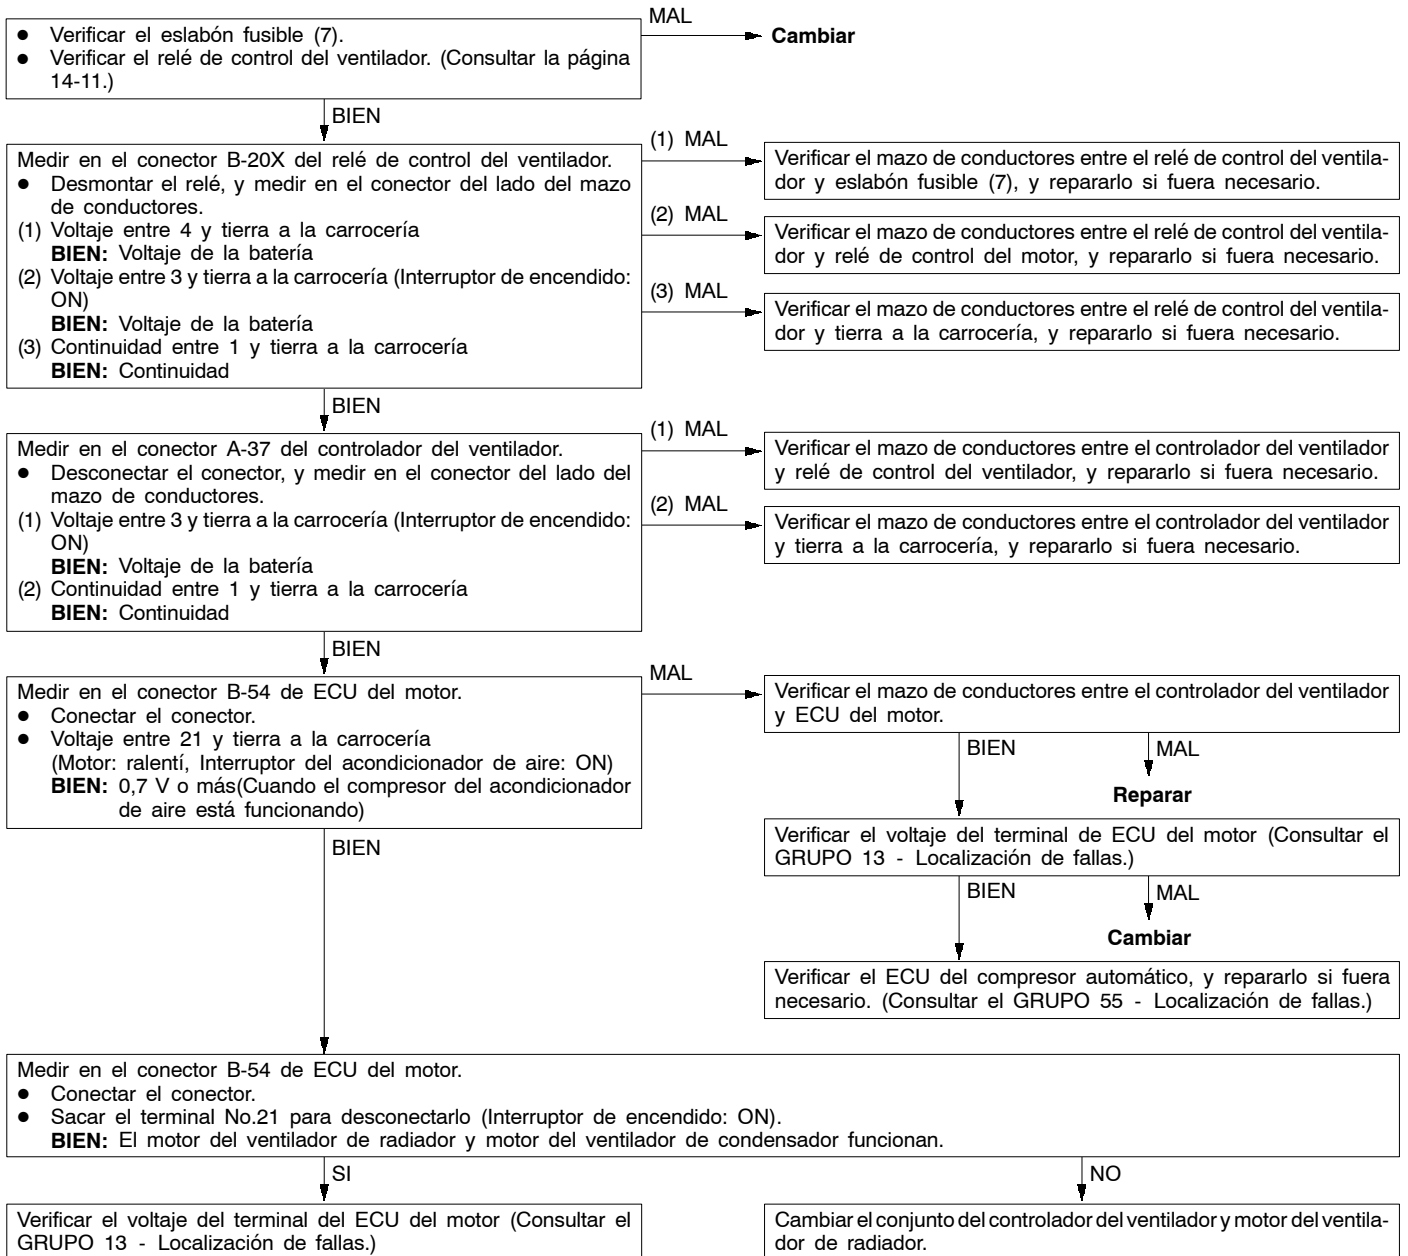 ● Verificar el eslabón fusible (7).
● Verificar el relé de control del ventilador. (Consultar la página
14-11.)
MAL
Cambiar
BIEN
Medir en el conector B-20X del relé de control del ventilador.
● Desmontar el relé, y medir en el conector del lado del mazo
de conductores.
(1) Voltaje entre 4 y tierra a la carrocería
BIEN: Voltaje de la batería
(2) Voltaje entre 3 y tierra a la carrocería (Interruptor de encendido:
ON)
BIEN: Voltaje de la batería
(3) Continuidad entre 1 y tierra a la carrocería
BIEN: Continuidad
(1) MAL
Verificar el mazo de conductores entre el relé de control del ventila-
dor y eslabón fusible (7), y repararlo si fuera necesario.
(2) MAL
Verificar el mazo de conductores entre el relé de control del ventila-
dor y relé de control del motor, y repararlo si fuera necesario.
(3) MAL
Verificar el mazo de conductores entre el relé de control del ventila-
dor y tierra a la carrocería, y repararlo si fuera necesario.
BIEN
Medir en el conector A-37 del controlador del ventilador.
● Desconectar el conector, y medir en el conector del lado del
mazo de conductores.
(1) Voltaje entre 3 y tierra a la carrocería (Interruptor de encendido:
ON)
BIEN: Voltaje de la batería
(2) Continuidad entre 1 y tierra a la carrocería
BIEN: Continuidad
(1) MAL
Verificar el mazo de conductores entre el controlador del ventilador
y relé de control del ventilador, y repararlo si fuera necesario.
(2) MAL
Verificar el mazo de conductores entre el controlador del ventilador
y tierra a la carrocería, y repararlo si fuera necesario.
BIEN
Medir en el conector B-54 de ECU del motor.
● Conectar el conector.
● Voltaje entre 21 y tierra a la carrocería
(Motor: ralentí, Interruptor del acondicionador de aire: ON)
BIEN: 0,7 V o más(Cuando el compresor del acondicionador
de aire está funcionando)
MAL
Verificar el mazo de conductores entre el controlador del ventilador
y ECU del motor.
BIEN
MAL
Reparar
Verificar el voltaje del terminal de ECU del motor (Consultar el
GRUPO 13 - Localización de fallas.)
BIEN
MAL
Cambiar
Verificar el ECU del compresor automático, y repararlo si fuera
necesario. (Consultar el GRUPO 55 - Localización de fallas.)
BIEN
Medir en el conector B-54 de ECU del motor.
● Conectar el conector.
● Sacar el terminal No.21 para desconectarlo (Interruptor de encendido: ON).
BIEN: El motor del ventilador de radiador y motor del ventilador de condensador funcionan.
SI
NO
Verificar el voltaje del terminal del ECU del motor (Consultar el
GRUPO 13 - Localización de fallas.)
Cambiar el conjunto del controlador del ventilador y motor del ventila-
dor de radiador.